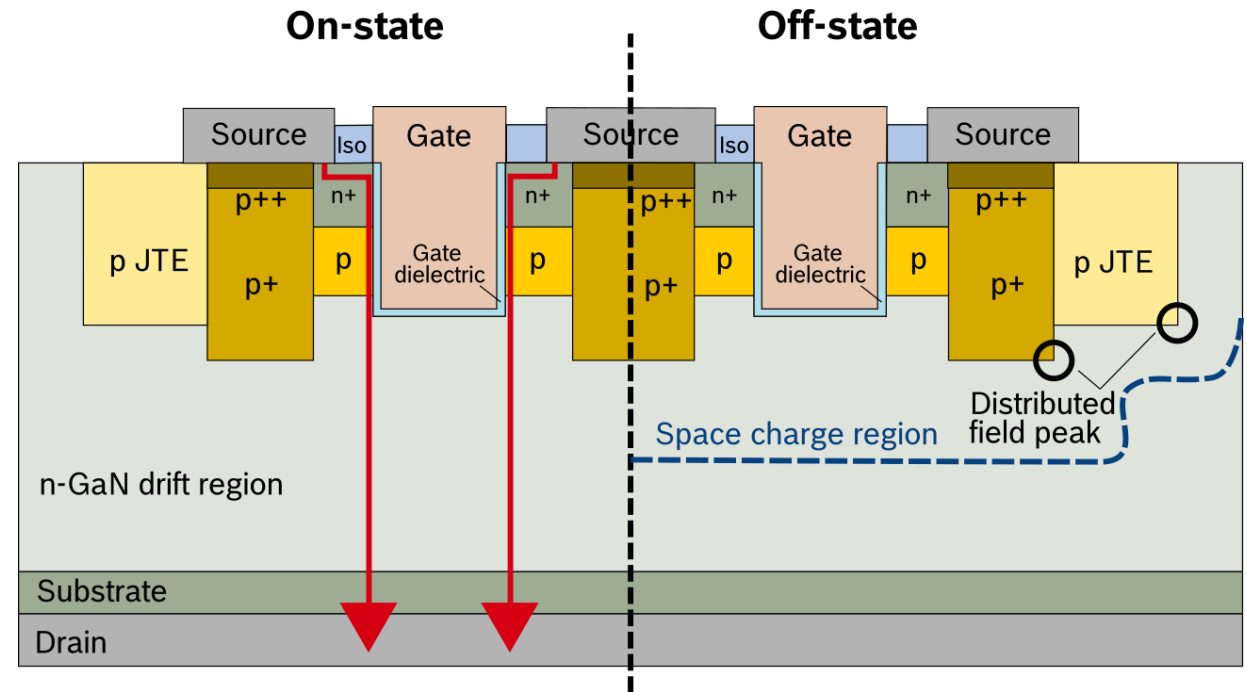 On-state
Off-state
Source
Iso
Gate
Source
Iso
Gate
Source
p++
n+
n+
p++
n+
n+
p++
p JTE
p+
p
Gate
dielectric
p
p+
p
Gate
dielectric
p
p+
p JTE
Distributed
field peak
Space charge region
n-GaN drift region
Substrate
Drain